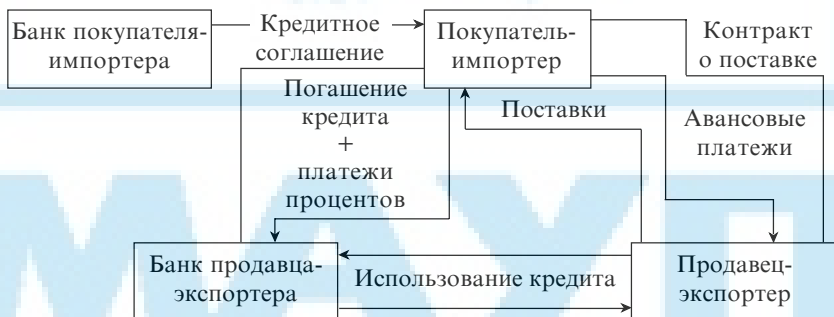 Банк покупателя-
импортера
Кредитное
соглашение
Покупатель-
импортер
Контракт
о поставке
Погашение
кредита
+
платежи
процентов
Поставки
Авансовые
платежи
Банк продавца-
экспортера
Использование кредита
Продавец-
экспортер
МАУП